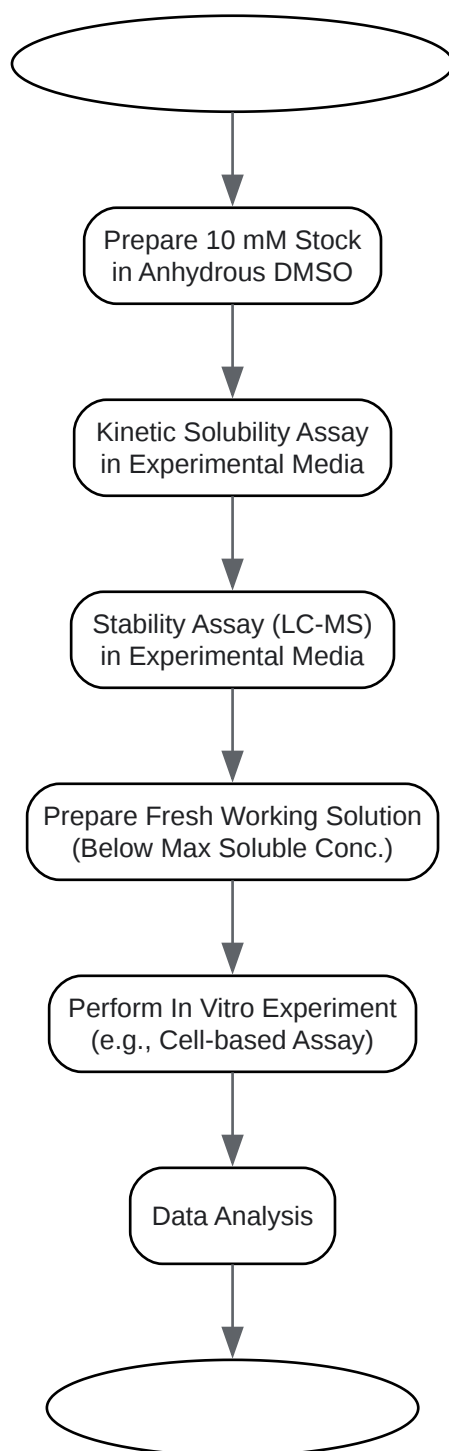 Prepare 10 mM Stock
in Anhydrous DMSO
Kinetic Solubility Assay
in Experimental Media
Stability Assay (LC-MS)
in Experimental Media
Prepare Fresh Working Solution
(Below Max Soluble Conc.)
Perform In Vitro Experiment
(e.g., Cell-based Assay)
Data Analysis